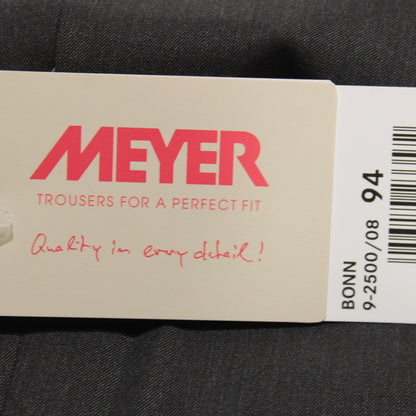 MEYER
TROUSERS FOR A PERFECT FIT
Quality in every detail!
BONN
9-2500/08 94